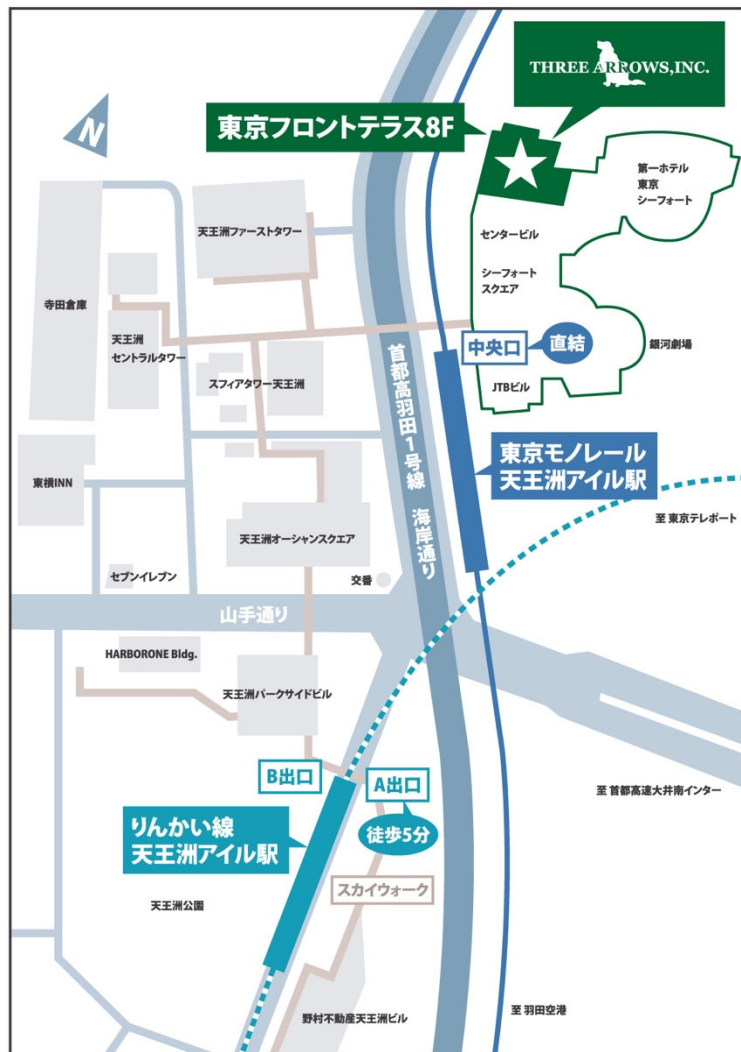 THREE ARROWS,INC.
東京フロントテラス8F
N
第一ホテル
東京
シーフォート
天王洲ファーストタワー
センタービル
シーフォート
スクエア
寺田倉庫
天王洲
セントラルタワー
スフィアタワー天王洲
中央口
直結
銀河劇場
JTBビル
首都高羽田1号線 海岸通り
東京モノレール
天王洲アイル駅
東横INN
至 東京テレポート
天王洲オーシャンスクエア
セブンイレブン
交番
山手通り
HARBORONE Bldg.
天王洲パークサイドビル
B出口
A出口
至 首都高速大井南インター
りんかい線
天王洲アイル駅
徒歩5分
スカイウォーク
天王洲公園
野村不動産天王洲ビル
至 羽田空港